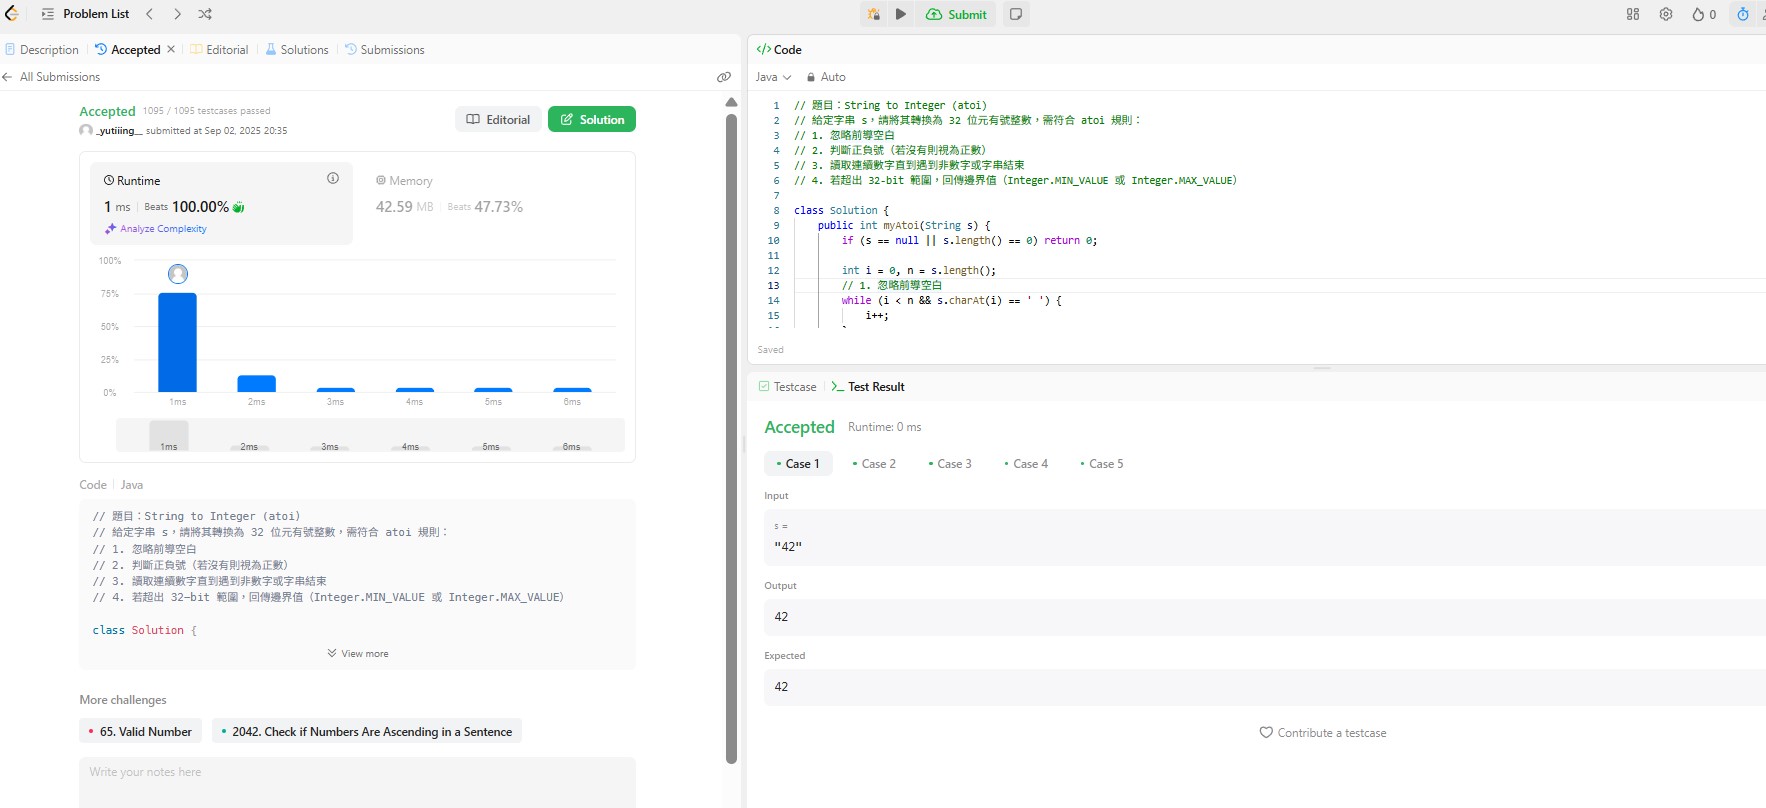 Problem List
Submit
0
Description
Accepted
Editorial
Solutions
Submissions
All Submissions
Accepted 1095 / 1095 testcases passed
_yutiiing__ submitted at Sep 02, 2025 20:35
Editorial
Solution
Runtime
1 ms Beats 100.00%
Analyze Complexity
Memory
42.59 MB Beats 47.73%
100%
75%
50%
25%
0%
1ms 2ms 3ms 4ms 5ms 6ms
1ms 2ms 3ms 4ms 5ms 6ms
Code Java
// 題目：String to Integer (atoi)
// 給定字串 s，請將其轉換為 32 位元有號整數，需符合 atoi 規則：
// 1. 忽略前導空白
// 2. 判斷正負號（若沒有則視為正數）
// 3. 讀取連續數字直到遇到非數字或字串結束
// 4. 若超出 32-bit 範圍，回傳邊界值（Integer.MIN_VALUE 或 Integer.MAX_VALUE）
class Solution {
View more
More challenges
65. Valid Number
2042. Check if Numbers Are Ascending in a Sentence
Write your notes here
</> Code
Java Auto
1 // 題目：String to Integer (atoi)
2 // 給定字串 s，請將其轉換為 32 位元有號整數，需符合 atoi 規則：
3 // 1. 忽略前導空白
4 // 2. 判斷正負號（若沒有則視為正數）
5 // 3. 讀取連續數字直到遇到非數字或字串結束
6 // 4. 若超出 32-bit 範圍，回傳邊界值（Integer.MIN_VALUE 或 Integer.MAX_VALUE）
7
8 class Solution {
9 public int myAtoi(String s) {
10 if (s == null || s.length() == 0) return 0;
11
12 int i = 0, n = s.length();
13 // 1. 忽略前導空白
14 while (i < n && s.charAt(i) == ' ') {
15 i++;
Saved
Testcase
Test Result
Accepted Runtime: 0 ms
Case 1
Case 2
Case 3
Case 4
Case 5
Input
s =
"42"
Output
42
Expected
42
Contribute a testcase